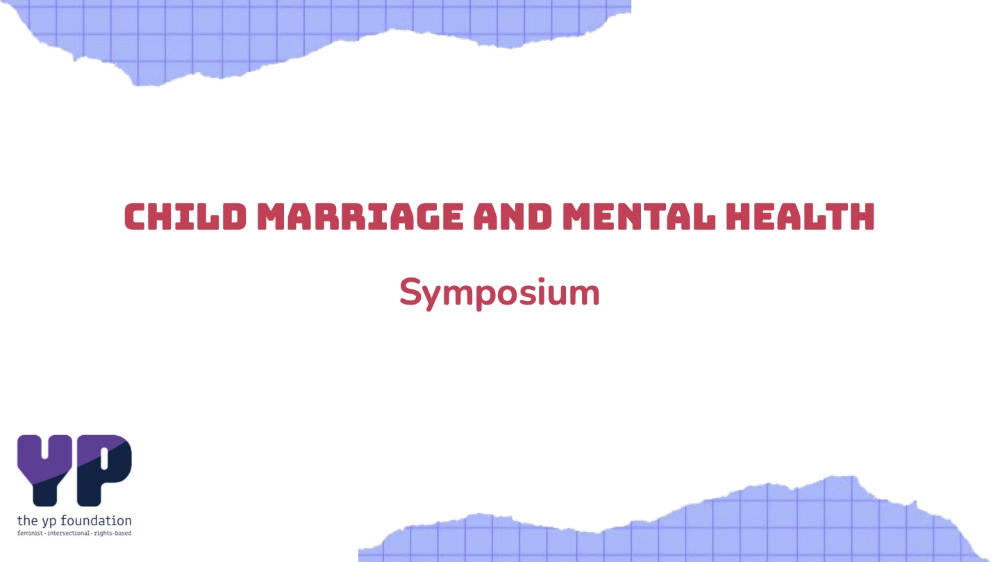 CHILD MARRIAGE AND MENTAL HEALTH
Symposium
YP
the yp foundation
feminist · intersectional · rights-based